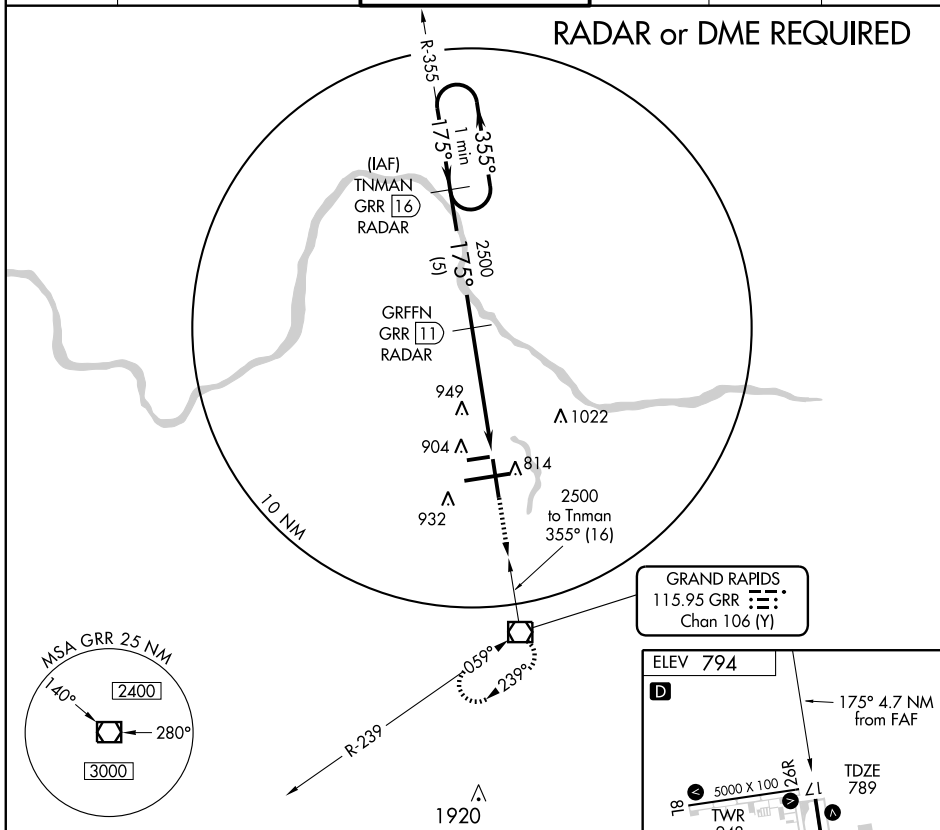 RADAR or DME REQUIRED
R-355
175°
1 min
355°
(IAF)
TNMAN
GRR 16
RADAR
2500
175°
(5)
GRFFN
GRR 11
RADAR
949
1022
904
814
932
10 NM
2500
to Tnman
355° (16)
GRAND RAPIDS
115.95 GRR
Chan 106 (Y)
059°
239°
R-239
MSA GRR 25 NM
140°
2400
280°
3000
1920
ELEV 794
D
175° 4.7 NM
from FAF
TDZE
789
8L
V
5000 X 100
26R
17
V
V
TWR